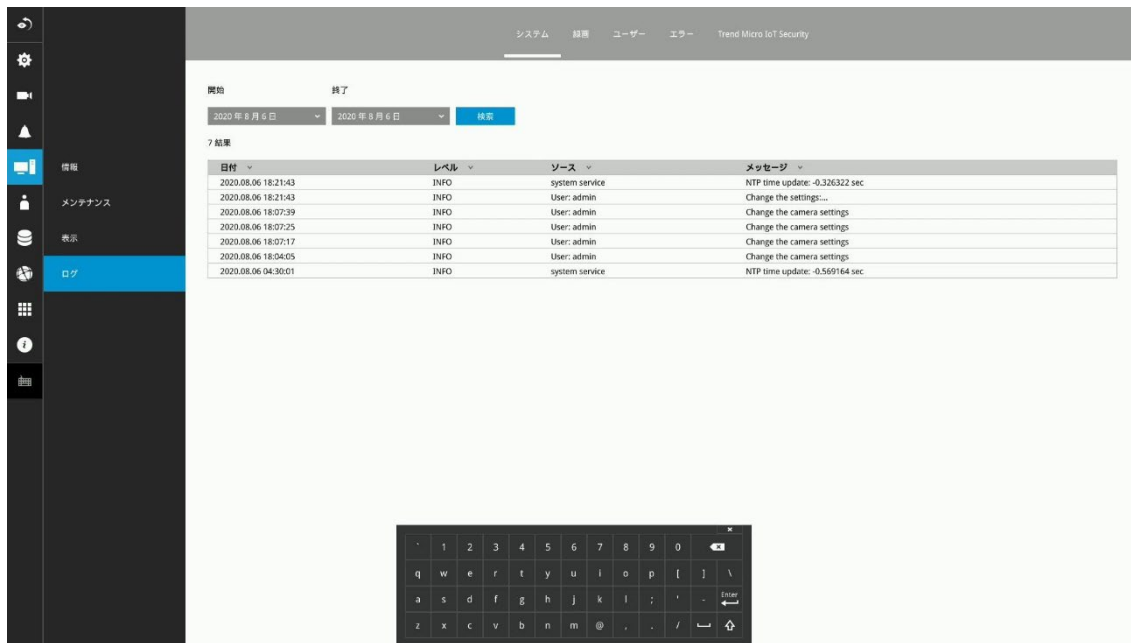 システム 録画 ユーザー エラー Trend Micro IoT Security
情報
メンテナンス
表示
ログ
開始 終了
2020 年 8 月 6 日 2020 年 8 月 6 日 検索
7 結果
日付 レベル ソース メッセージ
2020.08.06 18:21:43 INFO system service NTP time update: -0.326322 sec
2020.08.06 18:21:43 INFO User: admin Change the settings:...
2020.08.06 18:07:39 INFO User: admin Change the camera settings
2020.08.06 18:07:25 INFO User: admin Change the camera settings
2020.08.06 18:07:17 INFO User: admin Change the camera settings
2020.08.06 18:04:05 INFO User: admin Change the camera settings
2020.08.06 04:30:01 INFO system service NTP time update: -0.569164 sec
` 1 2 3 4 5 6 7 8 9 0
q w e r t y u i o p [ ] \
a s d f g h j k l ; ' - Enter
z x c v b n m @ , . /